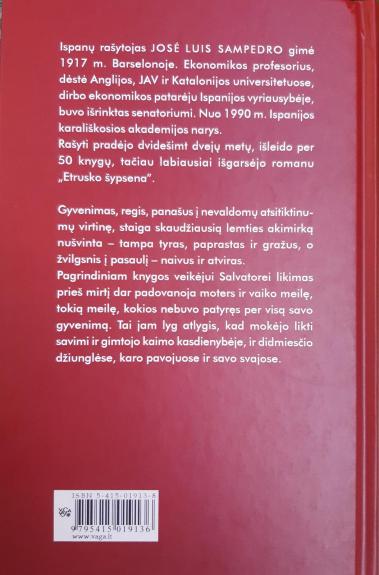 Ispanų rašytojas JOSÉ LUIS SAMPEDRO gimė
1917 m. Barselonoje. Ekonomikos profesorius,
dėstė Anglijos, JAV ir Katalonijos universitetuose,
dirbo ekonomikos patarėju Ispanijos vyriausybėje,
buvo išrinktas senatoriumi. Nuo 1990 m. Ispanijos
karališkosios akademijos narys.
Rašyti pradėjo dvidešimt dvejų metų, išleido per
50 knygų, tačiau labiausiai išgarsėjo romanu
„Etrusko šypsena“.
Gyvenimas, regis, panašus į nevaldomų atsitiktinu-
mų virtinę, staiga skaudžiausią lemties akimirką
nušvinta – tampa tyras, paprastas ir gražus, o
žvilgsnis į pasaulį – naivus ir atviras.
Pagrindiniam knygos veikėjui Salvatorei likimas
prieš mirtį dar padovanoja moters ir vaiko meilę,
tokią meilę, kokios nebuvo patyręs per visą savo
gyvenimą. Tai jam lyg atlygis, kad mokėjo likti
savimi ir gimtojo kaimo kasdienybėje, ir didmiesčio
džiunglėse, karo pavojuose ir savo svajose.
ISBN 5-415-01913-8
VAGA
9 795415 019136
www.vaga.lt